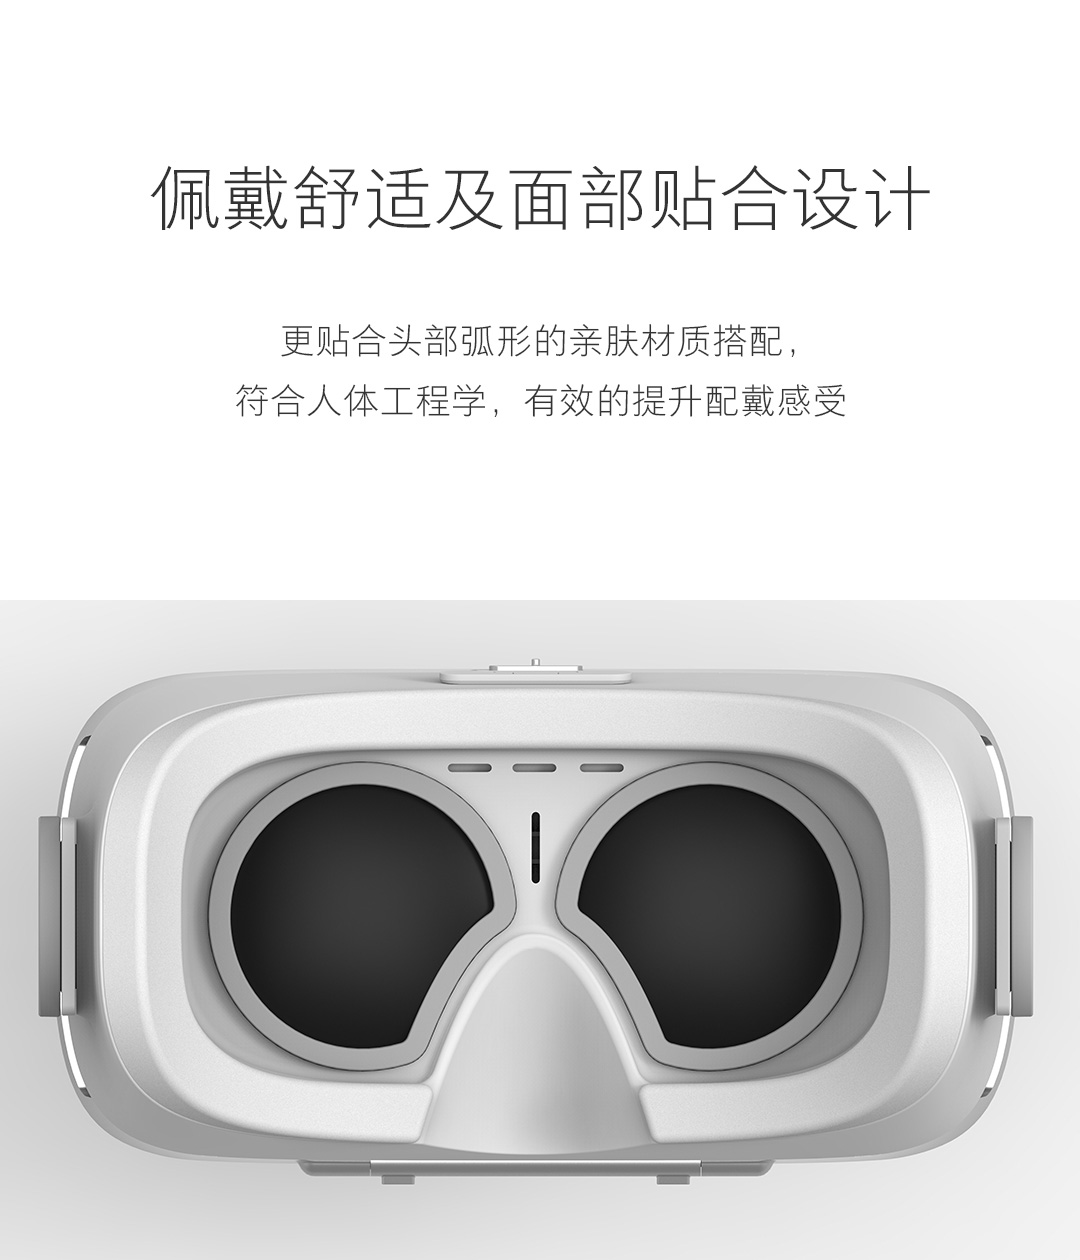 佩戴舒适及面部贴合设计
更贴合头部弧形的亲肤材质搭配，
符合人体工程学，有效的提升配戴感受